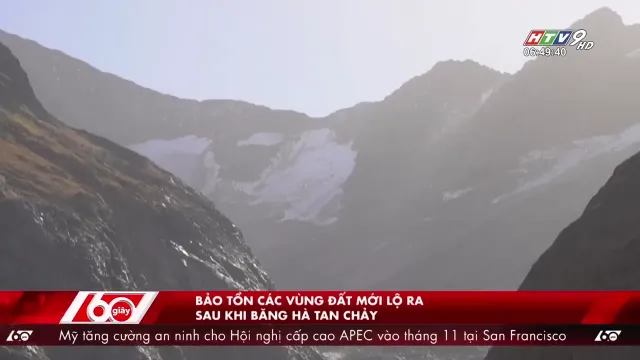 HTV9 HD
06:49:40
60 giây
BẢO TỒN CÁC VÙNG ĐẤT MỚI LỘ RA
SAU KHI BĂNG HÀ TAN CHẢY
60 Mỹ tăng cường an ninh cho Hội nghị cấp cao APEC vào tháng 11 tại San Francisco 60